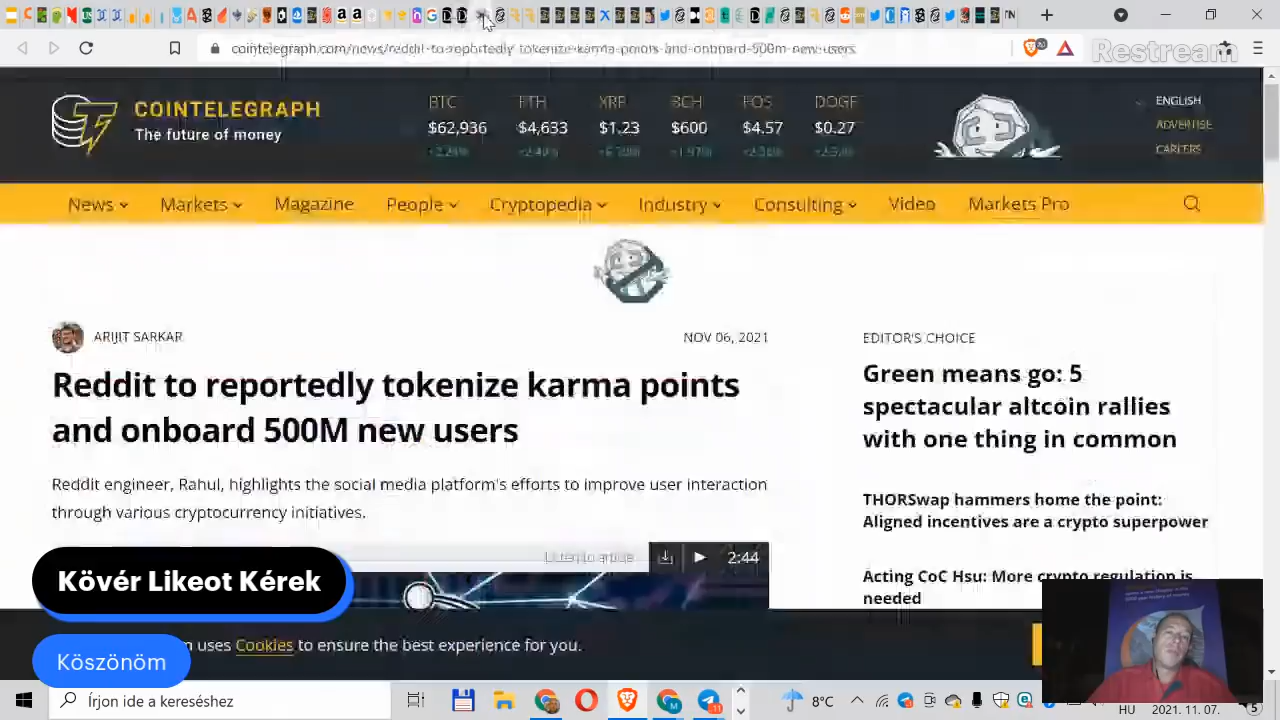 cointelegraph.com/news/reddit-to-reportedly-tokenize-karma-points-and-onboard-500m-new-users
Restream
COINTELEGRAPH
The future of money
BTC ETH XRP BCH EOS DOGE
$62,936 $4,633 $1.23 $600 $4.57 $0.27
ENGLISH
ADVERTISE
CAREERS
News Markets Magazine People Cryptopedia Industry Consulting Video Markets Pro
ARIJIT SARKAR
NOV 06, 2021
Reddit to reportedly tokenize karma points
and onboard 500M new users
Reddit engineer, Rahul, highlights the social media platform's efforts to improve user interaction
through various cryptocurrency initiatives.
Listen to article
2:44
EDITOR'S CHOICE
Green means go: 5
spectacular altcoin rallies
with one thing in common
THORSwap hammers home the point:
Aligned incentives are a crypto superpower
Acting CoC Hsu: More crypto regulation is
needed
Kövér Likeot Kérek
uses Cookies to ensure the best experience for you.
Köszönöm
Írjon ide a kereséshez
8°C
HU
2021. 11. 07.